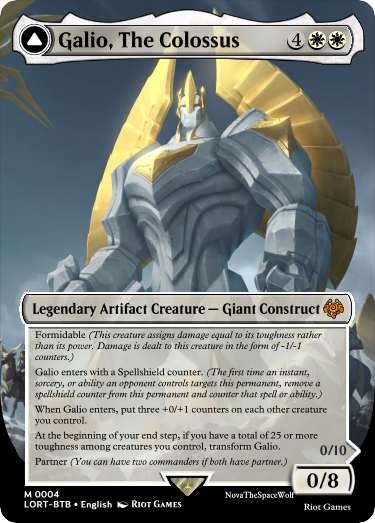 Galio, The Colossus 4
Legendary Artifact Creature — Giant Construct
Formidable (This creature assigns damage equal to its toughness rather
than its power. Damage is dealt to this creature in the form of -1/-1
counters.)
Galio enters with a Spellshield counter. (The first time an instant,
sorcery, or ability an opponent controls targets this permanent, remove a
spellshield counter from this permanent and counter that spell or ability.)
When Galio enters, put three +0/+1 counters on each other creature
you control.
At the beginning of your end step, if you have a total of 25 or more
toughness among creatures you control, transform Galio.
Partner (You can have two commanders if both have partner.)
0/10
0/8
M 0004
LORT-BTB • English Riot Games
NovaTheSpaceWolf
Riot Games